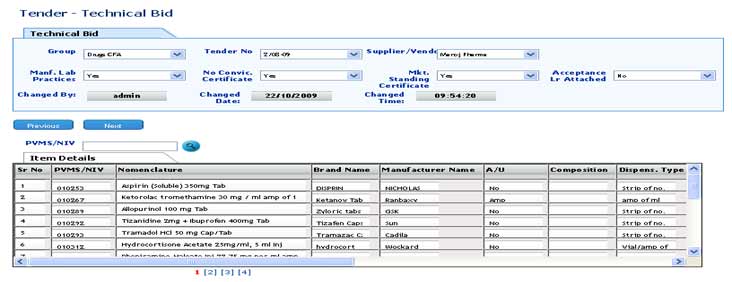 Tender - Technical Bid
Technical Bid
Group Drugs CFA Tender No 2/08-09 Supplier/Vendo Meroj Pharma
Manf. Lab Practices: Yes No Convic. Certificate Yes Mkt. Standing Certificate Yes Acceptance Lr Attached No
Changed By: admin Changed Date: 22/10/2009 Changed Time: 09:54:20
Previous Next
PVMS/NIV
Item Details
Sr No PVMS/NIV Nomenclature Brand Name Manufacturer Name A/U Composition Dispens. Type
1 010253 Aspirin (Soluble) 350mg Tab DISPRIN NICHOLAS No Strip of no.
2 010267 Ketorolac tromethamine 30 mg / ml amp of 1 Ketanov Tab Ranbaxy Amp amp of ml
3 010289 Allopurinol 100 mg Tab Zyloric tabs GSK No Strip of no.
4 010292 Tizanidine 2mg + Ibuprofen 400mg Tab Tizafen Cap: Sun No Strip of no.
5 010293 Tramadol HCl 50 mg Cap/Tab Tramazac C: Cadila No Strip of no.
6 010312 Hydrocortisone Acetate 25mg/ml, 5 ml Inj hydrocort Wockard No Vial/amp of
1 [2] [3] [4]